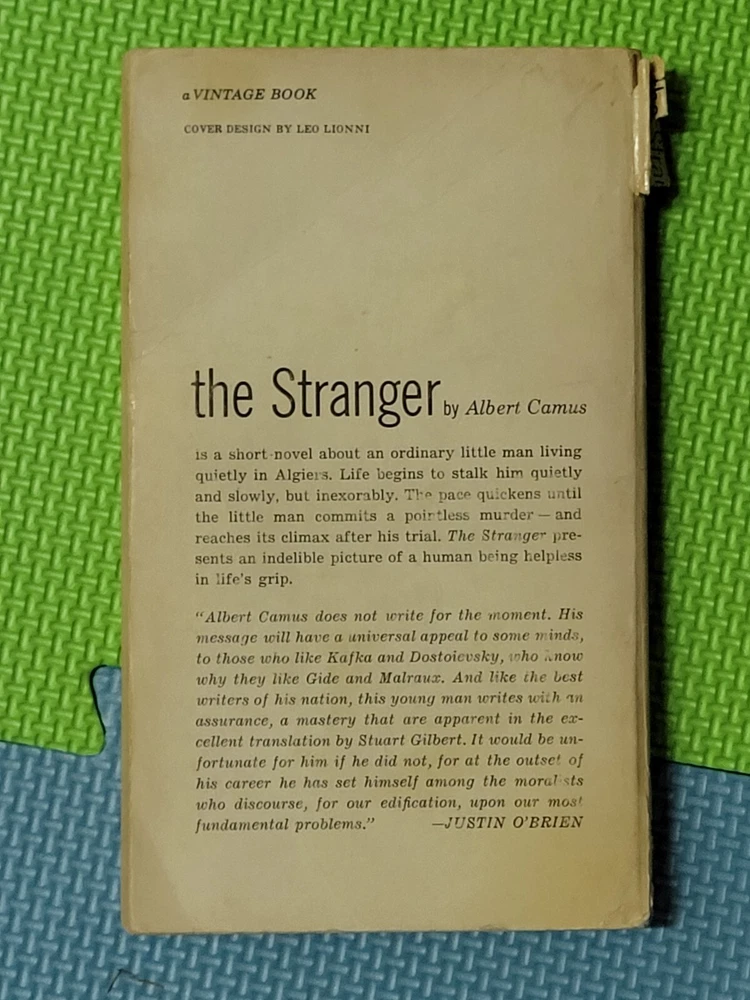 a VINTAGE BOOK
COVER DESIGN BY LEO LIONNI
the Stranger by Albert Camus
is a short novel about an ordinary little man living
quietly in Algiers. Life begins to stalk him quietly
and slowly, but inexorably. The pace quickens until
the little man commits a pointless murder — and
reaches its climax after his trial. The Stranger pre-
sents an indelible picture of a human being helpless
in life's grip.
"Albert Camus does not write for the moment. His
message will have a universal appeal to some minds,
to those who like Kafka and Dostoievsky, who know
why they like Gide and Malraux. And like the best
writers of his nation, this young man writes with an
assurance, a mastery that are apparent in the ex-
cellent translation by Stuart Gilbert. It would be un-
fortunate for him if he did not, for at the outset of
his career he has set himself among the moralists
who discourse, for our edification, upon our most
fundamental problems." —JUSTIN O'BRIEN